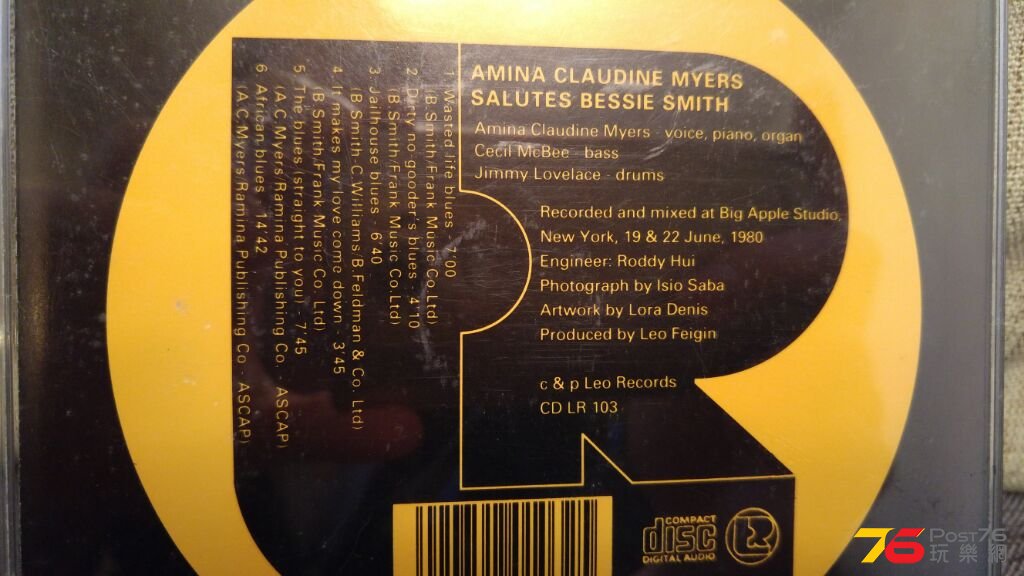 AMINA CLAUDINE MYERS
SALUTES BESSIE SMITH
Amina Claudine Myers - voice, piano, organ
Cecil McBee - bass
Jimmy Lovelace - drums
Recorded and mixed at Big Apple Studio,
New York, 19 & 22 June, 1980
Engineer: Roddy Hui
Photograph by Isio Saba
Artwork by Lora Denis
Produced by Leo Feigin
c & p Leo Records
CD LR 103
1 Wasted life blues
(B.Smith/Frank Music Co.Ltd)
2 Dirty no gooder's blues - 4'10
(B.Smith/Frank Music Co.Ltd)
3 Jailhouse blues - 6'40
(B.Smith-C.Williams/B.Feldman & Co. Ltd)
4 It makes my love come down - 3'45
(B.Smith/Frank Music Co. Ltd)
5 The blues (straight to you) - 7'45
(A.C.Myers/Ramina Publishing Co. - ASCAP)
6 African blues - 14'42
(A.C.Myers/Ramina Publishing Co - ASCAP)
COMPACT
disc
DIGITAL AUDIO
76 Post76
玩樂網